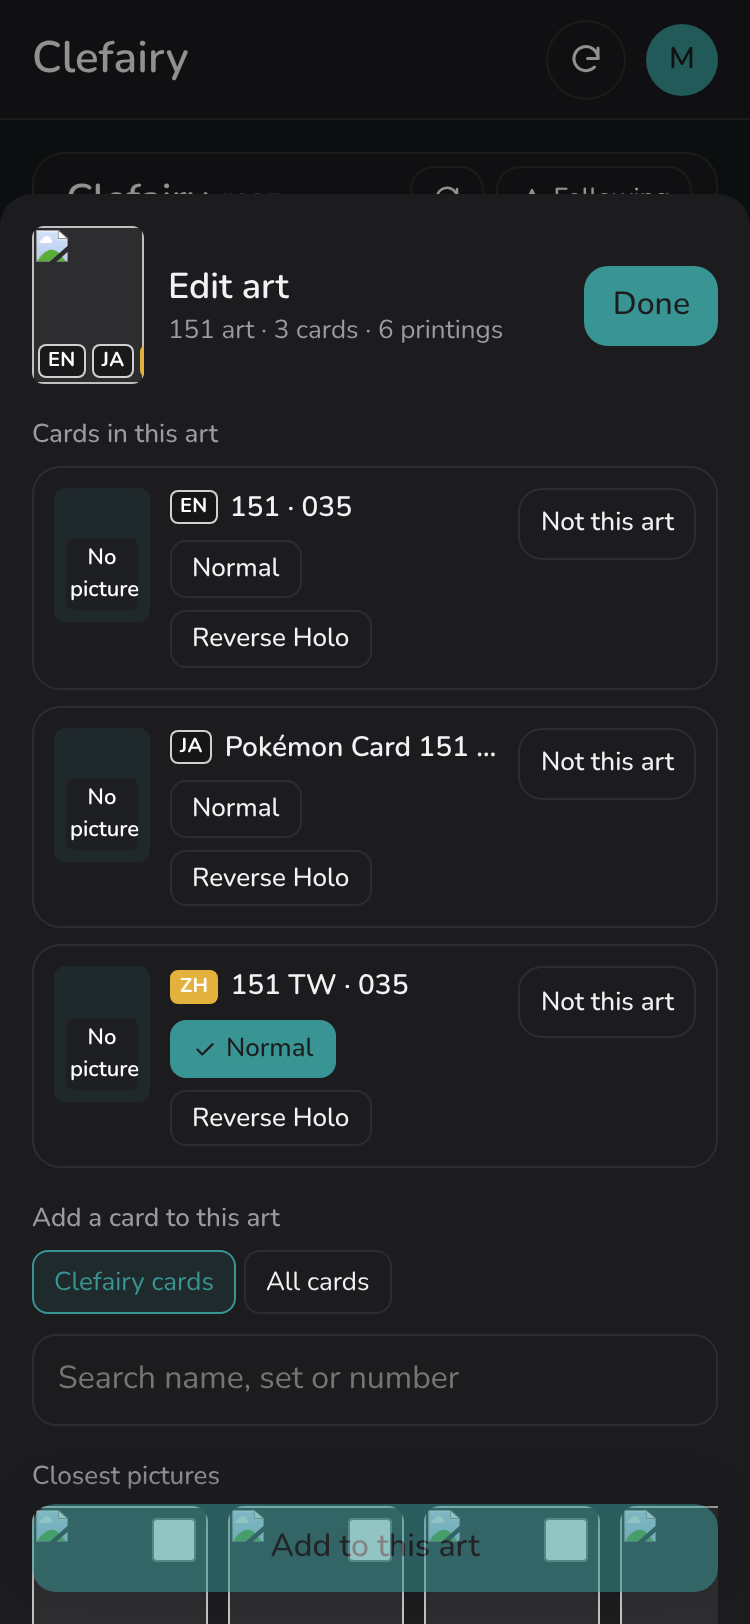 Clefairy
M
Clefairy
Following
EN
JA
Edit art
151 art · 3 cards · 6 printings
Done
Cards in this art
No
picture
EN
151 · 035
Normal
Reverse Holo
Not this art
No
picture
JA
Pokémon Card 151 ...
Normal
Reverse Holo
Not this art
No
picture
ZH
151 TW · 035
Normal
Reverse Holo
Not this art
Add a card to this art
Clefairy cards
All cards
Search name, set or number
Closest pictures
Add to this art